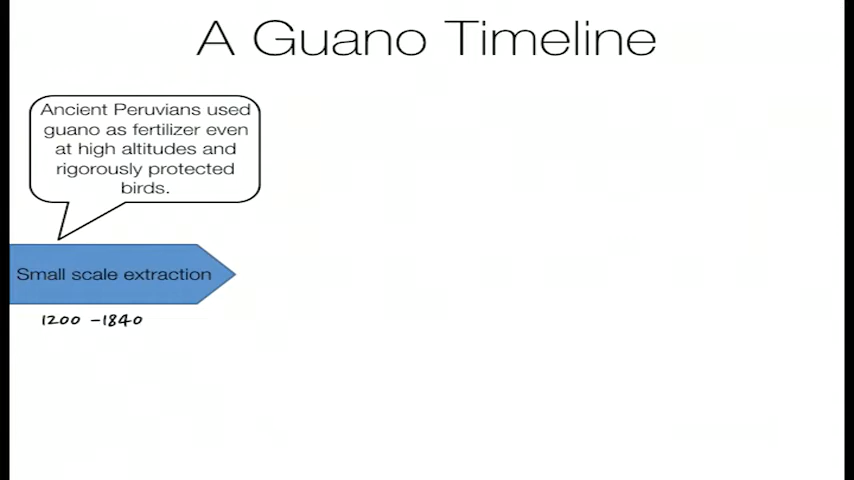 A Guano Timeline
Ancient Peruvians used
guano as fertilizer even
at high altitudes and
rigorously protected
birds.
Small scale extraction
1200 -1840